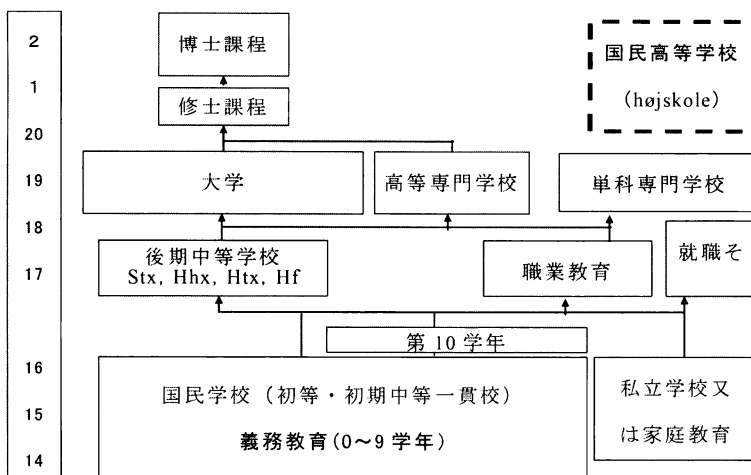 2
1
20
19
18
17
16
15
14
博士課程
国民高等学校
(højskole)
修士課程
大学
高等専門学校
単科専門学校
後期中等学校
Stx, Hhx, Htx, Hf
職業教育
就職そ
第 10 学年
国民学校（初等・初期中等一貫校）
義務教育(0～9 学年)
私立学校又
は家庭教育